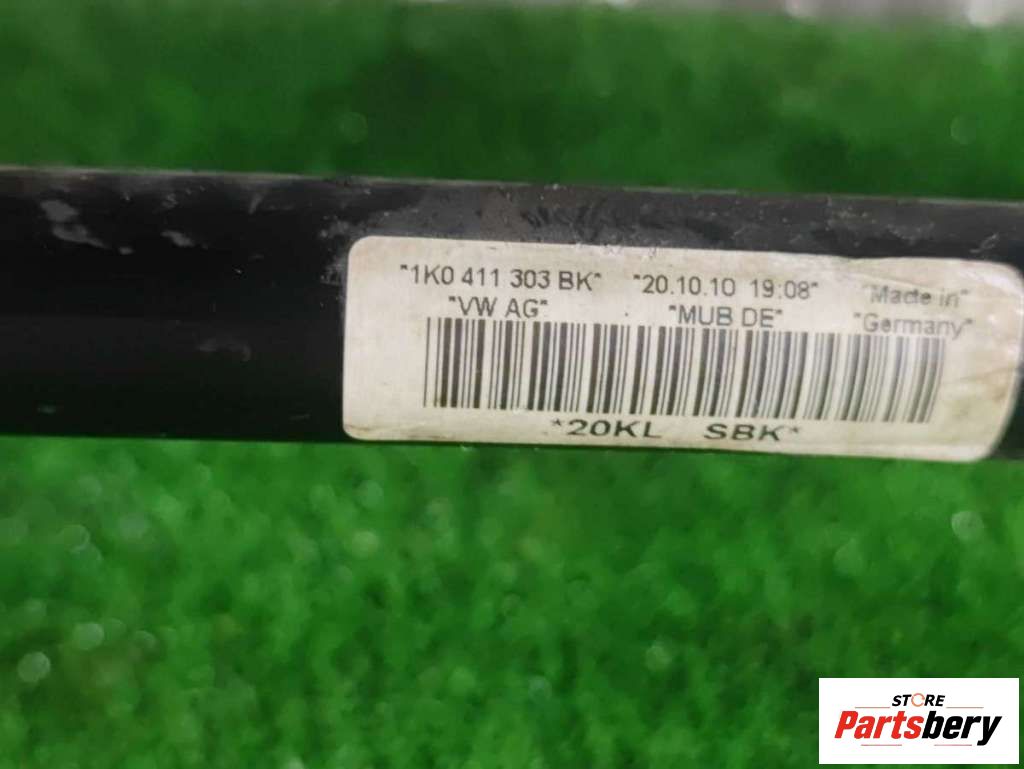 "1K0 411 303 BK" "20.10.10 19:08" "Made in"
"VW AG" "MUB DE" "Germany"
*20KL SBK*
STORE
Partsbery